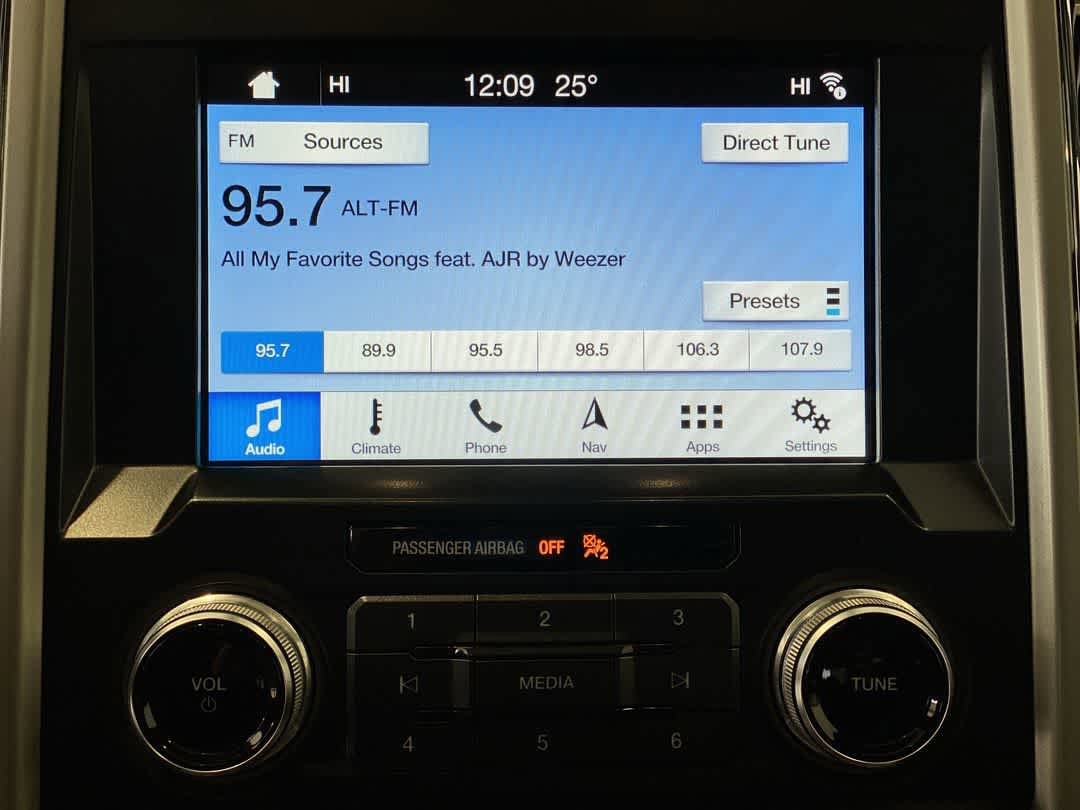 HI 12:09 25° HI
FM Sources Direct Tune
95.7 ALT-FM
All My Favorite Songs feat. AJR by Weezer
Presets
95.7 89.9 95.5 98.5 106.3 107.9
Audio Climate Phone Nav Apps Settings
PASSENGER AIRBAG OFF 2
1 2 3
VOL MEDIA TUNE
4 5 6